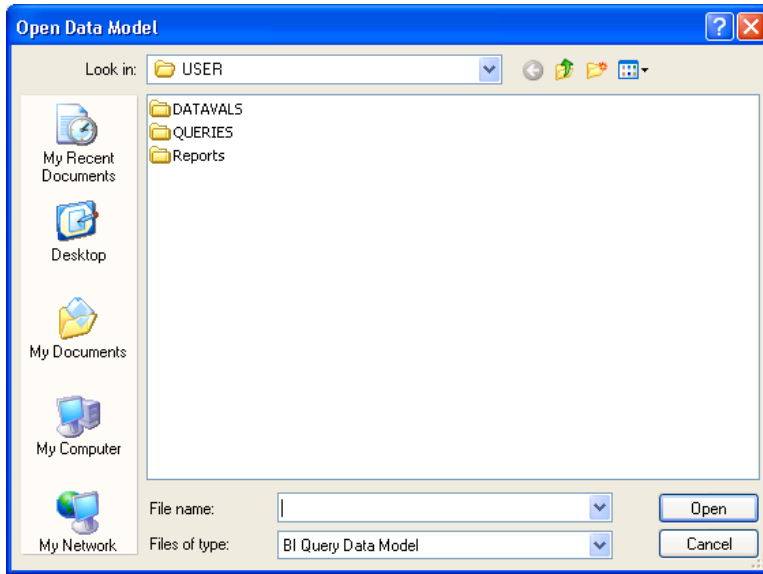 Open Data Model
Look in: USER
DATAVALS
QUERIES
Reports
My Recent
Documents
Desktop
My Documents
My Computer
My Network
File name:
Open
Files of type: BI Query Data Model
Cancel